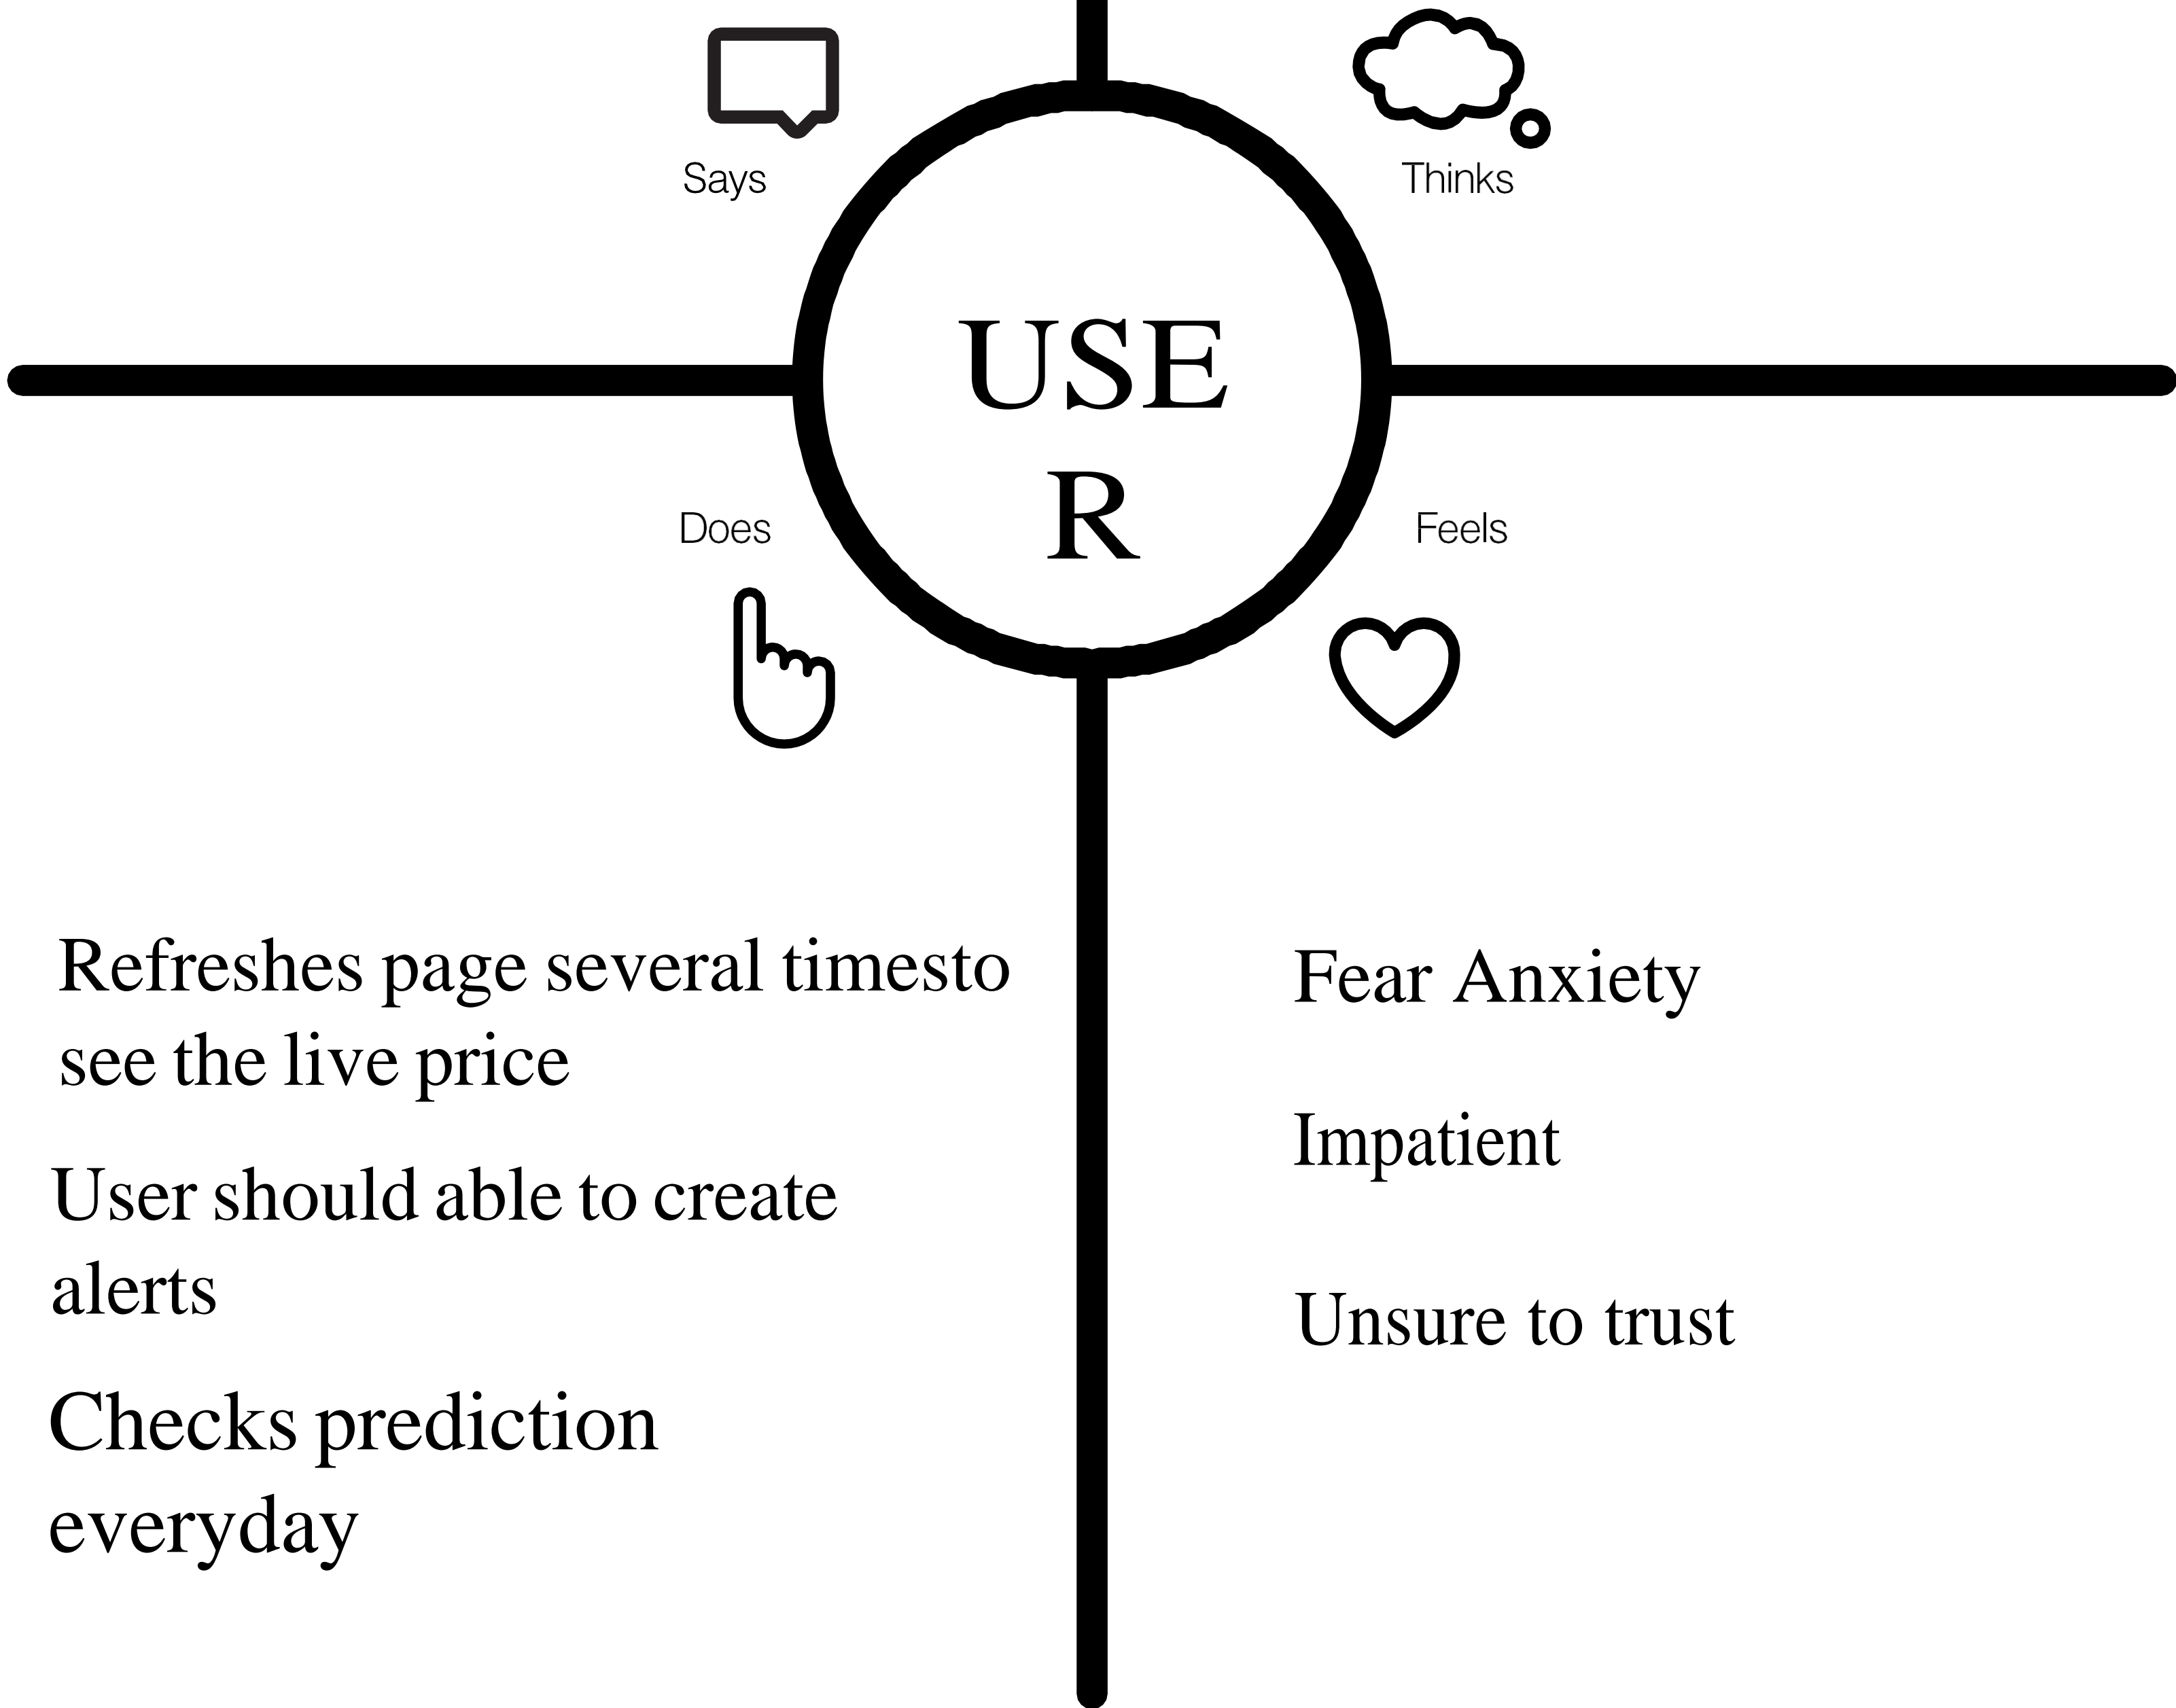 Says
Thinks
USE
R
Does
Feels
Refreshes page several timesto
see the live price
User should able to create
alerts
Checks prediction
everyday
Fear Anxiety
Impatient
Unsure to trust